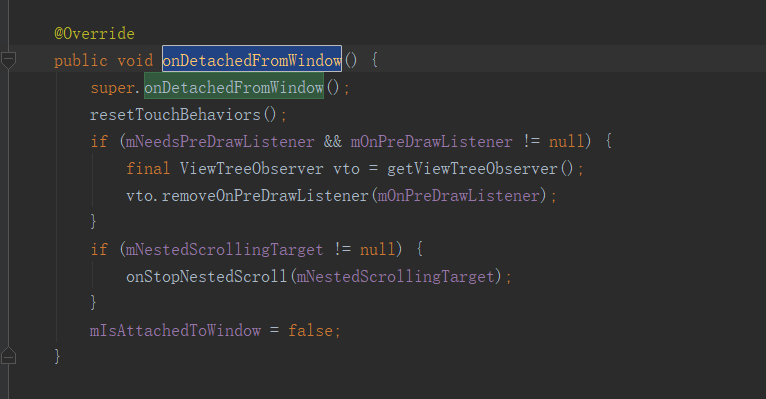 @Override
public void onDetachedFromWindow() {
    super.onDetachedFromWindow();
    resetTouchBehaviors();
    if (mNeedsPreDrawListener && mOnPreDrawListener != null) {
        final ViewTreeObserver vto = getViewTreeObserver();
        vto.removeOnPreDrawListener(mOnPreDrawListener);
    }
    if (mNestedScrollingTarget != null) {
        onStopNestedScroll(mNestedScrollingTarget);
    }
    mIsAttachedToWindow = false;
}